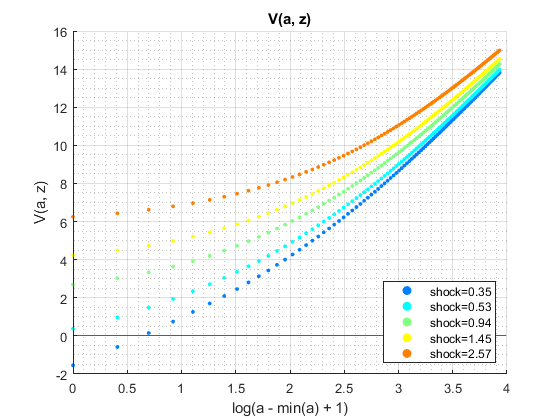 V(a, z)
16
14
12
10
8
6
4
2
0
-2
V(a, z)
shock=0.35
shock=0.53
shock=0.94
shock=1.45
shock=2.57
0 0.5 1 1.5 2 2.5 3 3.5 4
log(a - min(a) + 1)